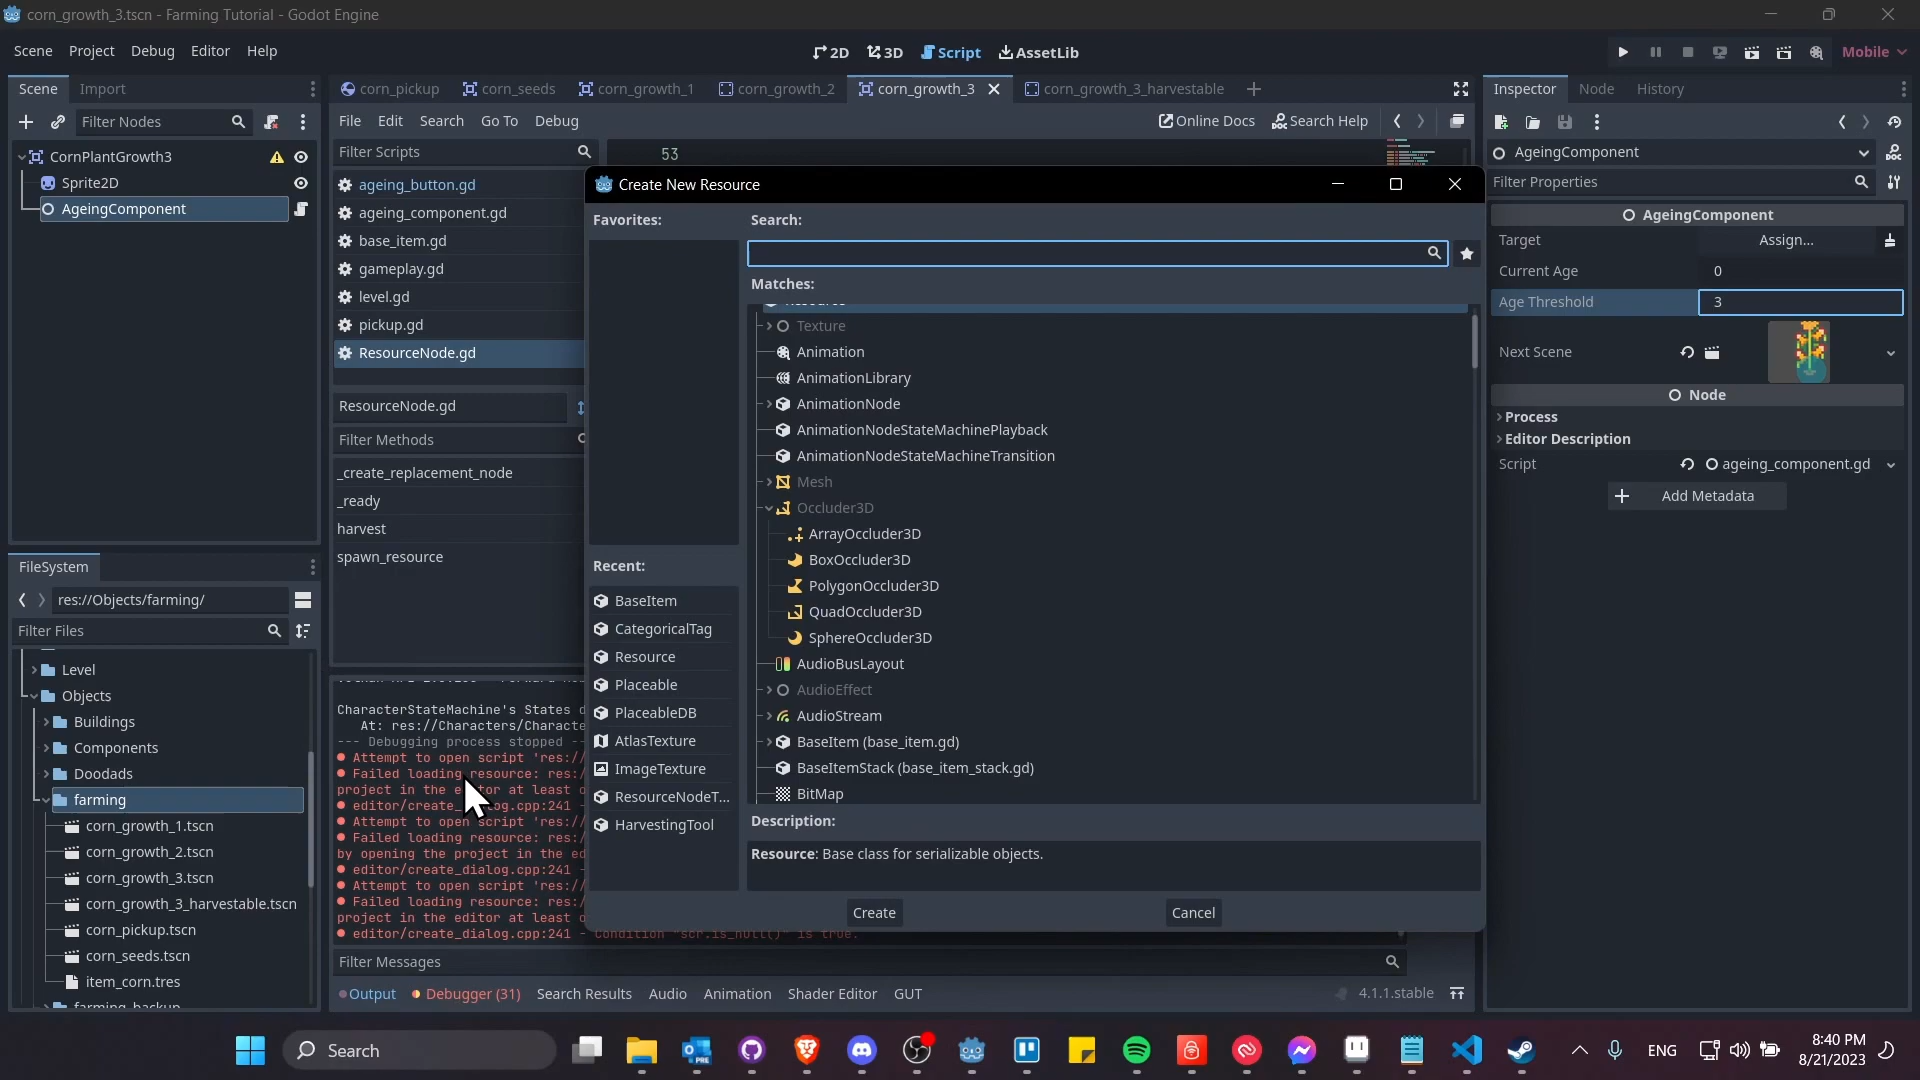 corn_growth_3.tscn - Farming Tutorial - Godot Engine
Scene Project Debug Editor Help
2D 3D Script AssetLib
Mobile
Scene Import
corn_pickup corn_seeds corn_growth_1 corn_growth_2 corn_growth_3 corn_growth_3_harvestable
Inspector Node History
Filter Nodes
File Edit Search Go To Debug
Online Docs Search Help
CornPlantGrowth3
Sprite2D
AgeingComponent
Filter Scripts
53
ageing_button.gd
ageing_component.gd
base_item.gd
gameplay.gd
level.gd
pickup.gd
ResourceNode.gd
ResourceNode.gd
Filter Methods
_create_replacement_node
_ready
harvest
spawn_resource
Create New Resource
Favorites:
Search:
Matches:
Texture
Animation
AnimationLibrary
AnimationNode
AnimationNodeStateMachinePlayback
AnimationNodeStateMachineTransition
Mesh
Occluder3D
ArrayOccluder3D
BoxOccluder3D
PolygonOccluder3D
QuadOccluder3D
SphereOccluder3D
AudioBusLayout
AudioEffect
AudioStream
BaseItem (base_item.gd)
BaseItemStack (base_item_stack.gd)
BitMap
Recent:
BaseItem
CategoricalTag
Resource
Placeable
PlaceableDB
AtlasTexture
ImageTexture
ResourceNodeT...
HarvestingTool
Description:
Resource: Base class for serializable objects.
Create
Cancel
AgeingComponent
Filter Properties
AgeingComponent
Target Assign...
Current Age 0
Age Threshold 3
Next Scene
Node
Process
Editor Description
Script ageing_component.gd
Add Metadata
FileSystem
res://Objects/farming/
Filter Files
Level
Objects
Buildings
Components
Doodads
farming
corn_growth_1.tscn
corn_growth_2.tscn
corn_growth_3.tscn
corn_growth_3_harvestable.tscn
corn_pickup.tscn
corn_seeds.tscn
item_corn.tres
CharacterStateMachine's States
At: res://Characters/Characte
--- Debugging process stopped --
Attempt to open script 'res://
Failed loading resource: res:/
project in the editor at least o
editor/create_
Attempt to open script 'res://
Failed loading resource: res:/
by opening the project in the ed
editor/create_dialog.cpp:241 -
Attempt to open script 'res://
Failed loading resource: res:/
project in the editor at least o
editor/create_dialog.cpp:241 - Condition "scr.is_null()" is true.
Filter Messages
Output Debugger (31) Search Results Audio Animation Shader Editor GUT
4.1.1.stable
Search
ENG
8:40 PM
8/21/2023